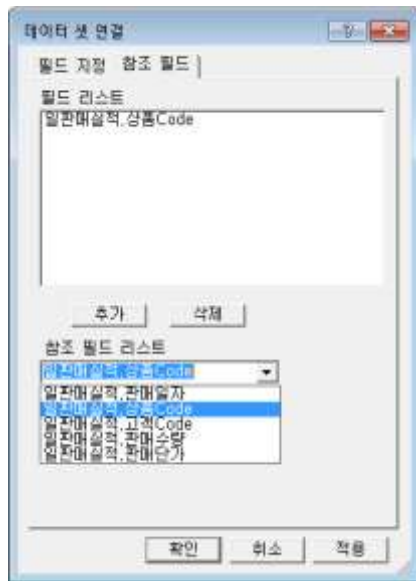 데이터 셋 연결
필드 지정 참조 필드
필드 리스트
일판매실적.상품Code
추가 삭제
참조 필드 리스트
일판매실적.상품Code
일판매실적.판매일자
일판매실적.상품Code
일판매실적.고객Code
일판매실적.판매수량
일판매실적.판매단가
확인 취소 적용